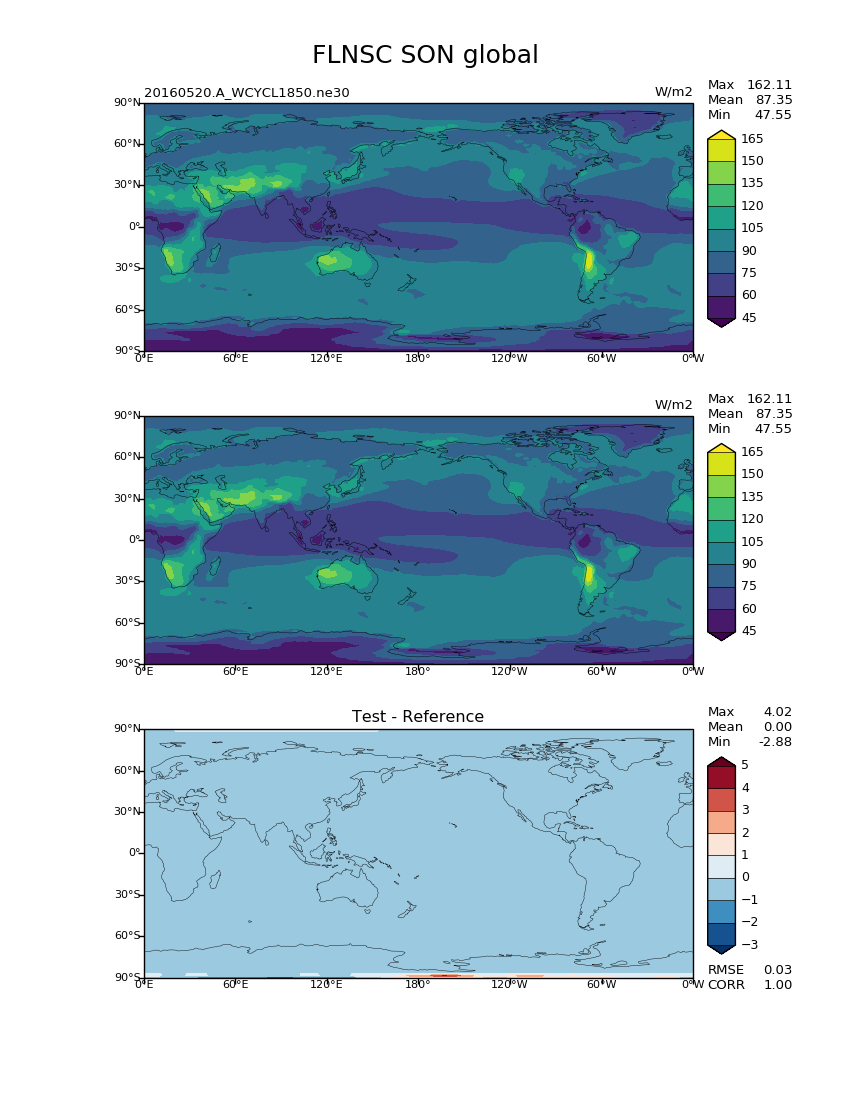 FLNSC SON global
20160520.A_WCYCL1850.ne30 W/m2
Max 162.11
Mean 87.35
Min 47.55
90°N
60°N
30°N
0°
30°S
60°S
90°S
0°E 60°E 120°E 180° 120°W 60°W 0°W
165
150
135
120
105
90
75
60
45
W/m2
Max 162.11
Mean 87.35
Min 47.55
90°N
60°N
30°N
0°
30°S
60°S
90°S
0°E 60°E 120°E 180° 120°W 60°W 0°W
165
150
135
120
105
90
75
60
45
Test - Reference
Max 4.02
Mean 0.00
Min -2.88
90°N
60°N
30°N
0°
30°S
60°S
90°S
0°E 60°E 120°E 180° 120°W 60°W 0°W
5
4
3
2
1
0
−1
−2
−3
RMSE 0.03
CORR 1.00